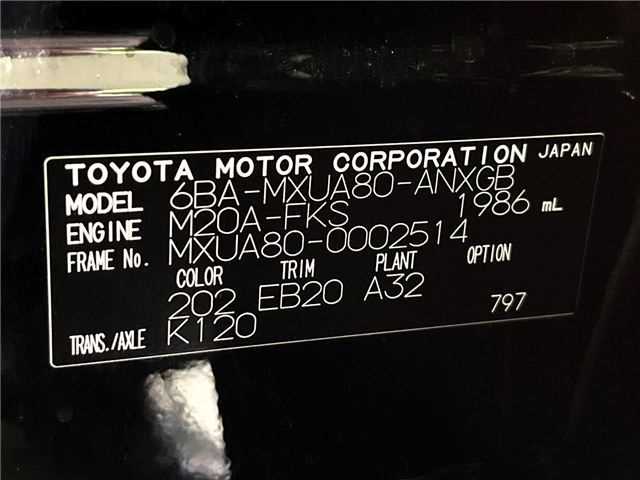 TOYOTA MOTOR CORPORATION JAPAN
MODEL 6BA-MXUA80-ANXGB
ENGINE M20A-FKS 1986 mL
FRAME No. MXUA80-0002514
COLOR TRIM PLANT OPTION
202 EB20 A32
TRANS./AXLE K120 797